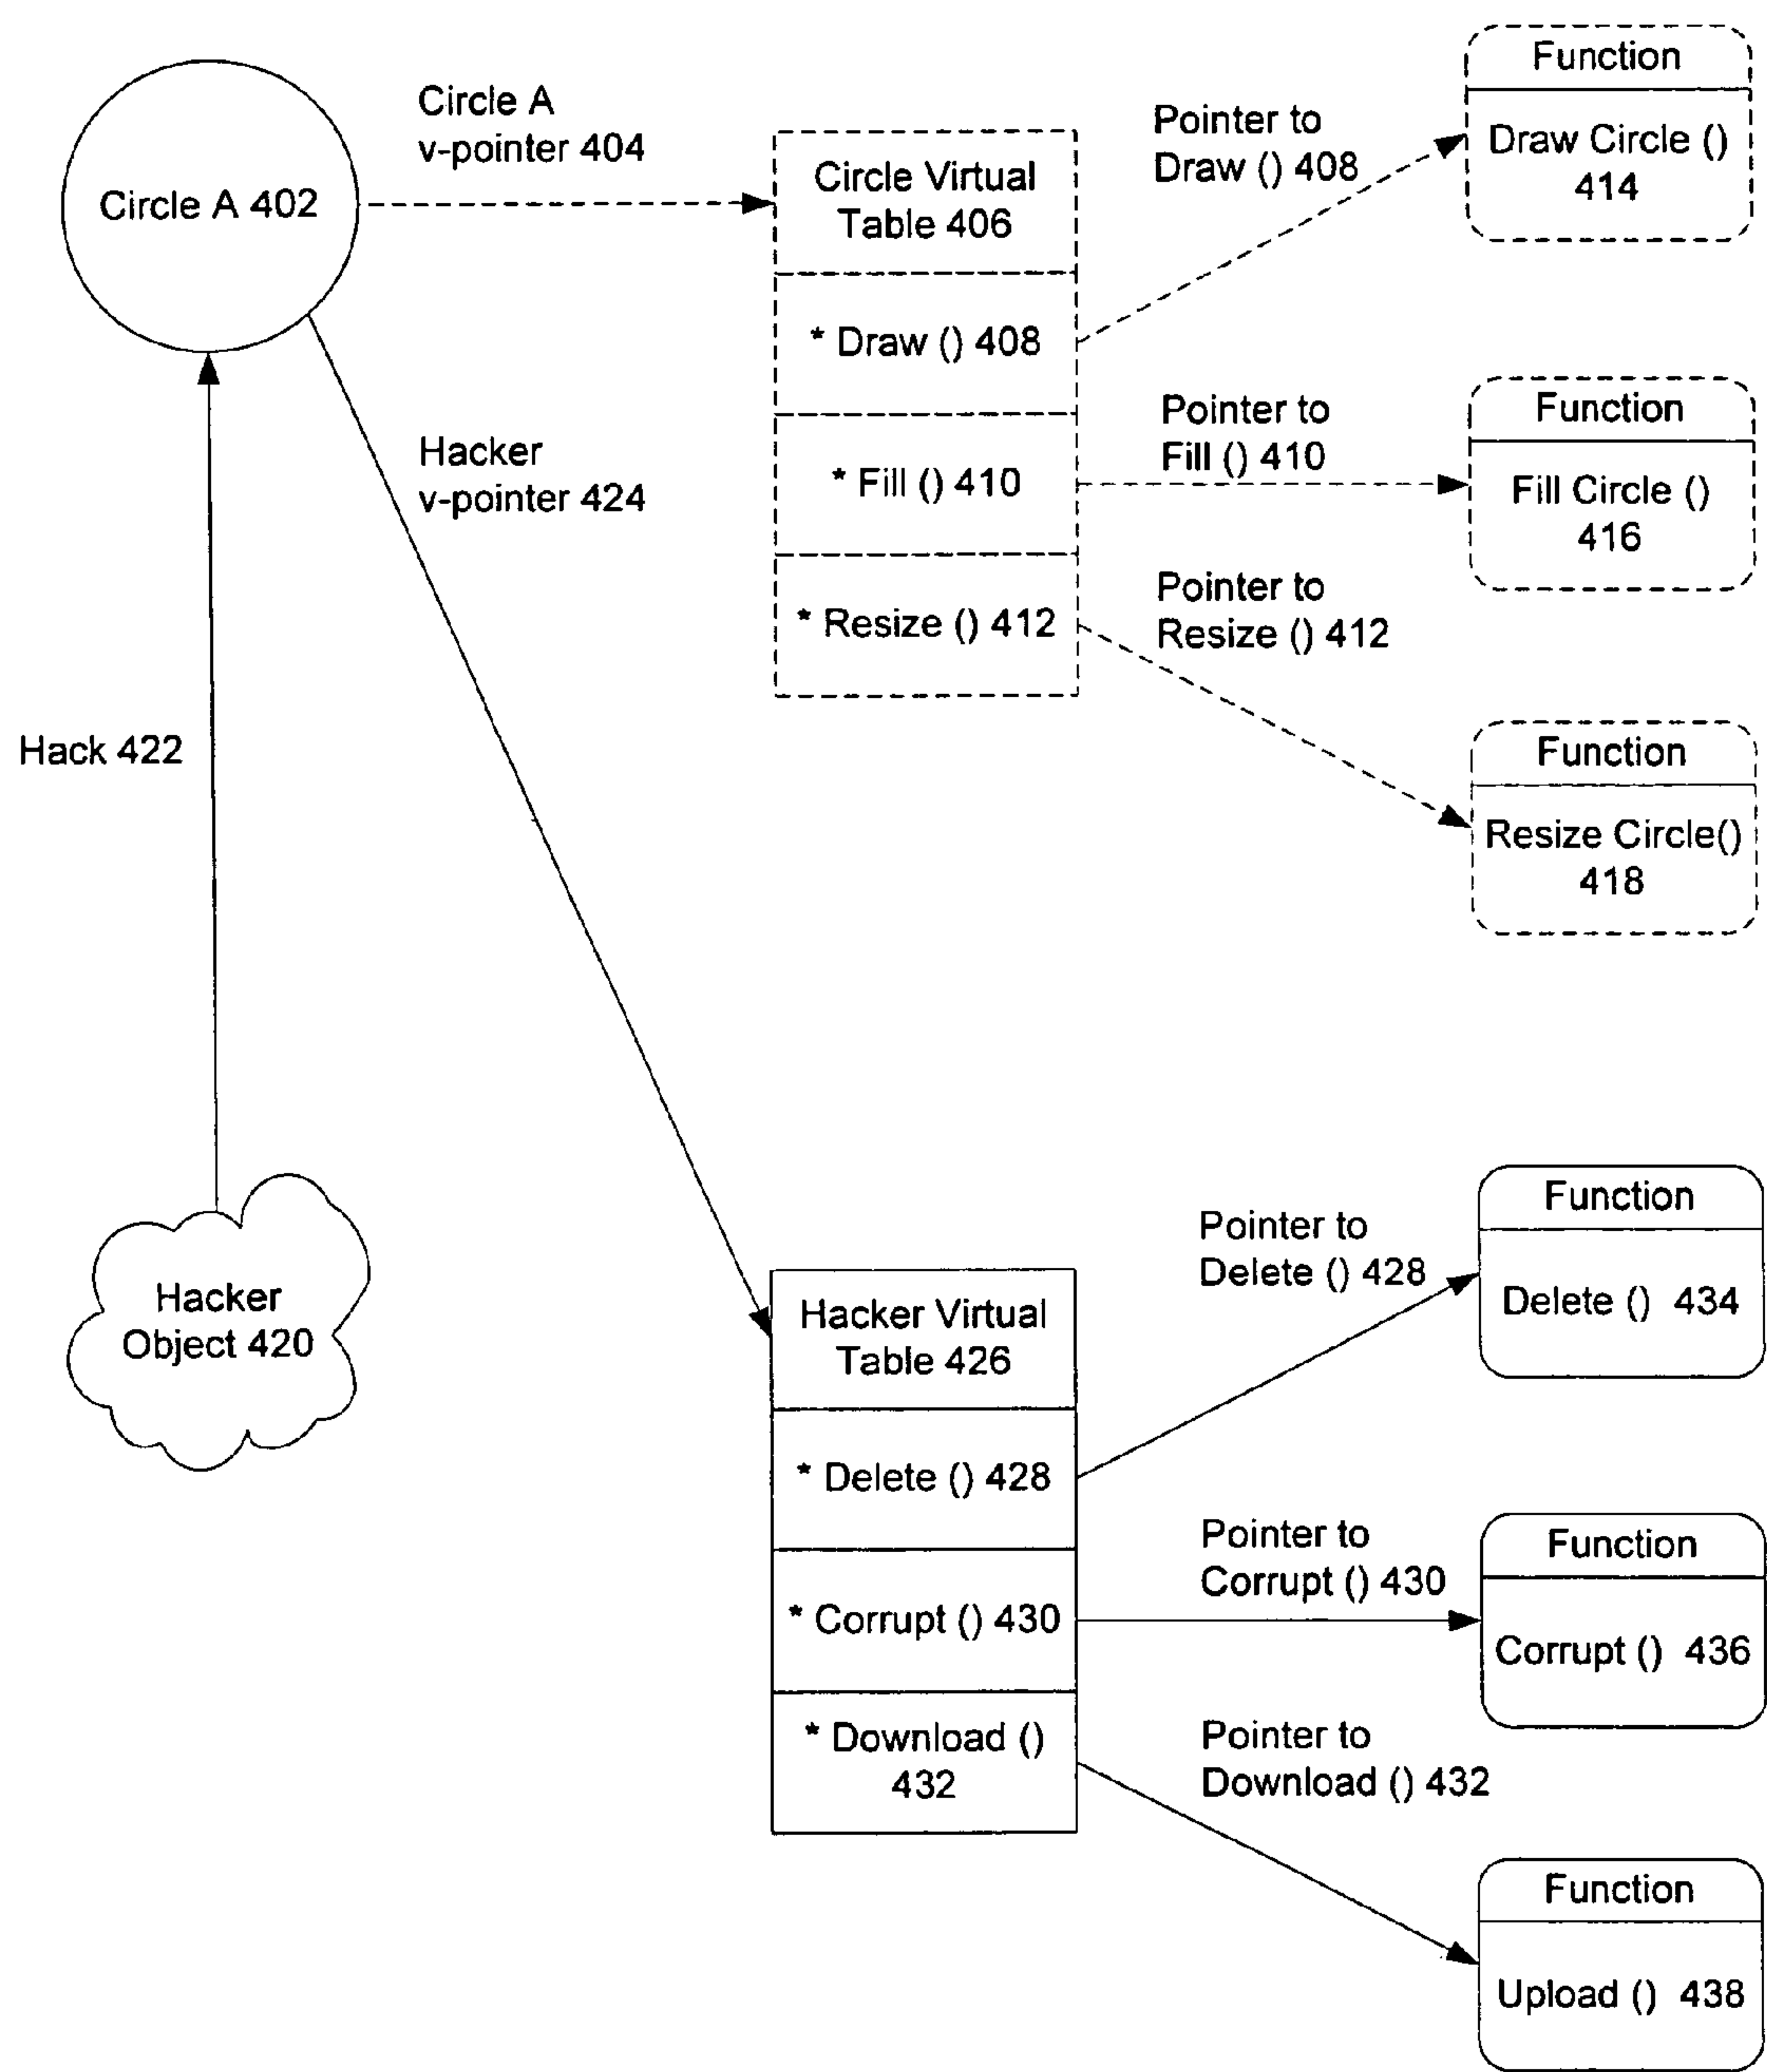 Circle A 402
Circle A
v-pointer 404
Circle Virtual
Table 406
* Draw () 408
* Fill () 410
* Resize () 412
Pointer to
Draw () 408
Function
Draw Circle ()
414
Pointer to
Fill () 410
Function
Fill Circle ()
416
Pointer to
Resize () 412
Function
Resize Circle()
418
Hacker
v-pointer 424
Hack 422
Hacker
Object 420
Hacker Virtual
Table 426
* Delete () 428
* Corrupt () 430
* Download ()
432
Pointer to
Delete () 428
Function
Delete () 434
Pointer to
Corrupt () 430
Function
Corrupt () 436
Pointer to
Download () 432
Function
Upload () 438